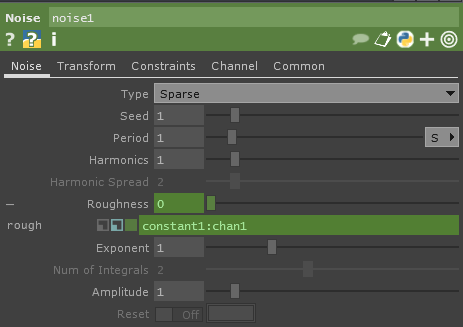 Noise noise1
? ? i
Noise Transform Constraints Channel Common
Type Sparse
Seed 1
Period 1 S
Harmonics 1
Harmonic Spread 2
Roughness 0
rough constant1:chan1
Exponent 1
Num of Integrals 2
Amplitude 1
Reset Off